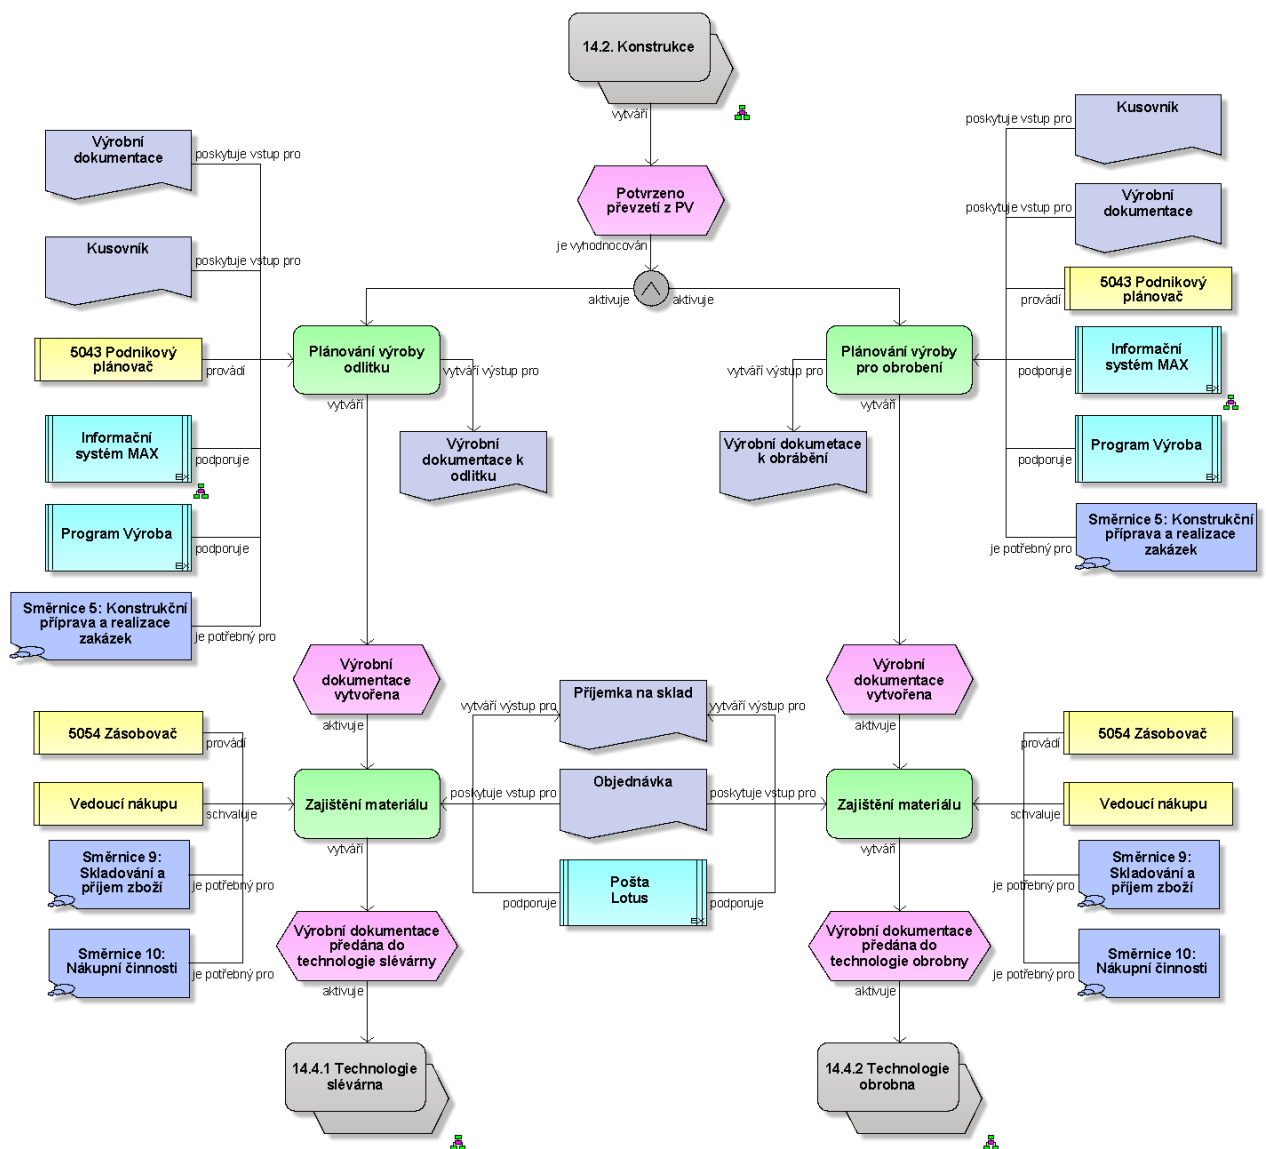 14.2. Konstrukce
vytváří
Kusovník
poskytuje vstup pro
Výrobní
dokumentace
poskytuje vstup pro
Potvrzeno
převzetí z PV
Výrobní
dokumentace
poskytuje vstup pro
Kusovník
poskytuje vstup pro
je vyhodnocován
5043 Podnikový
plánovač
provádí
aktivuje
aktivuje
5043 Podnikový
plánovač
provádí
Plánování výroby
odlitku
vytváří výstup pro
vytváří
Plánování výroby
pro obrobení
vytváří výstup pro
vytváří
Informační
systém MAX
podporuje
Informační
systém MAX
podporuje
Výrobní
dokumentace k
odlitku
Výrobní dokumetace
k obrábění
Program Výroba
podporuje
Program Výroba
podporuje
Směrnice 5: Konstrukční
příprava a realizace
zakázek
je potřebný pro
Směrnice 5: Konstrukční
příprava a realizace
zakázek
je potřebný pro
Výrobní
dokumentace
vytvořena
aktivuje
Příjemka na sklad
vytváří výstup pro
vytváří výstup pro
Výrobní
dokumentace
vytvořena
aktivuje
5054 Zásobovač
provádí
5054 Zásobovač
provádí
Vedoucí nákupu
schvaluje
Zajištění materiálu
vytváří
poskytuje vstup pro
Objednávka
poskytuje vstup pro
Zajištění materiálu
vytváří
Vedoucí nákupu
schvaluje
Směrnice 9:
Skladování a
příjem zboží
je potřebný pro
Pošta
Lotus
podporuje
podporuje
Směrnice 9:
Skladování a
příjem zboží
je potřebný pro
Směrnice 10:
Nákupní činnosti
je potřebný pro
Výrobní dokumentace
předána do
technologie slévárny
aktivuje
Výrobní dokumentace
předána do
technologie obrobny
aktivuje
Směrnice 10:
Nákupní činnosti
je potřebný pro
14.4.1 Technologie
slévárna
14.4.2 Technologie
obrobna